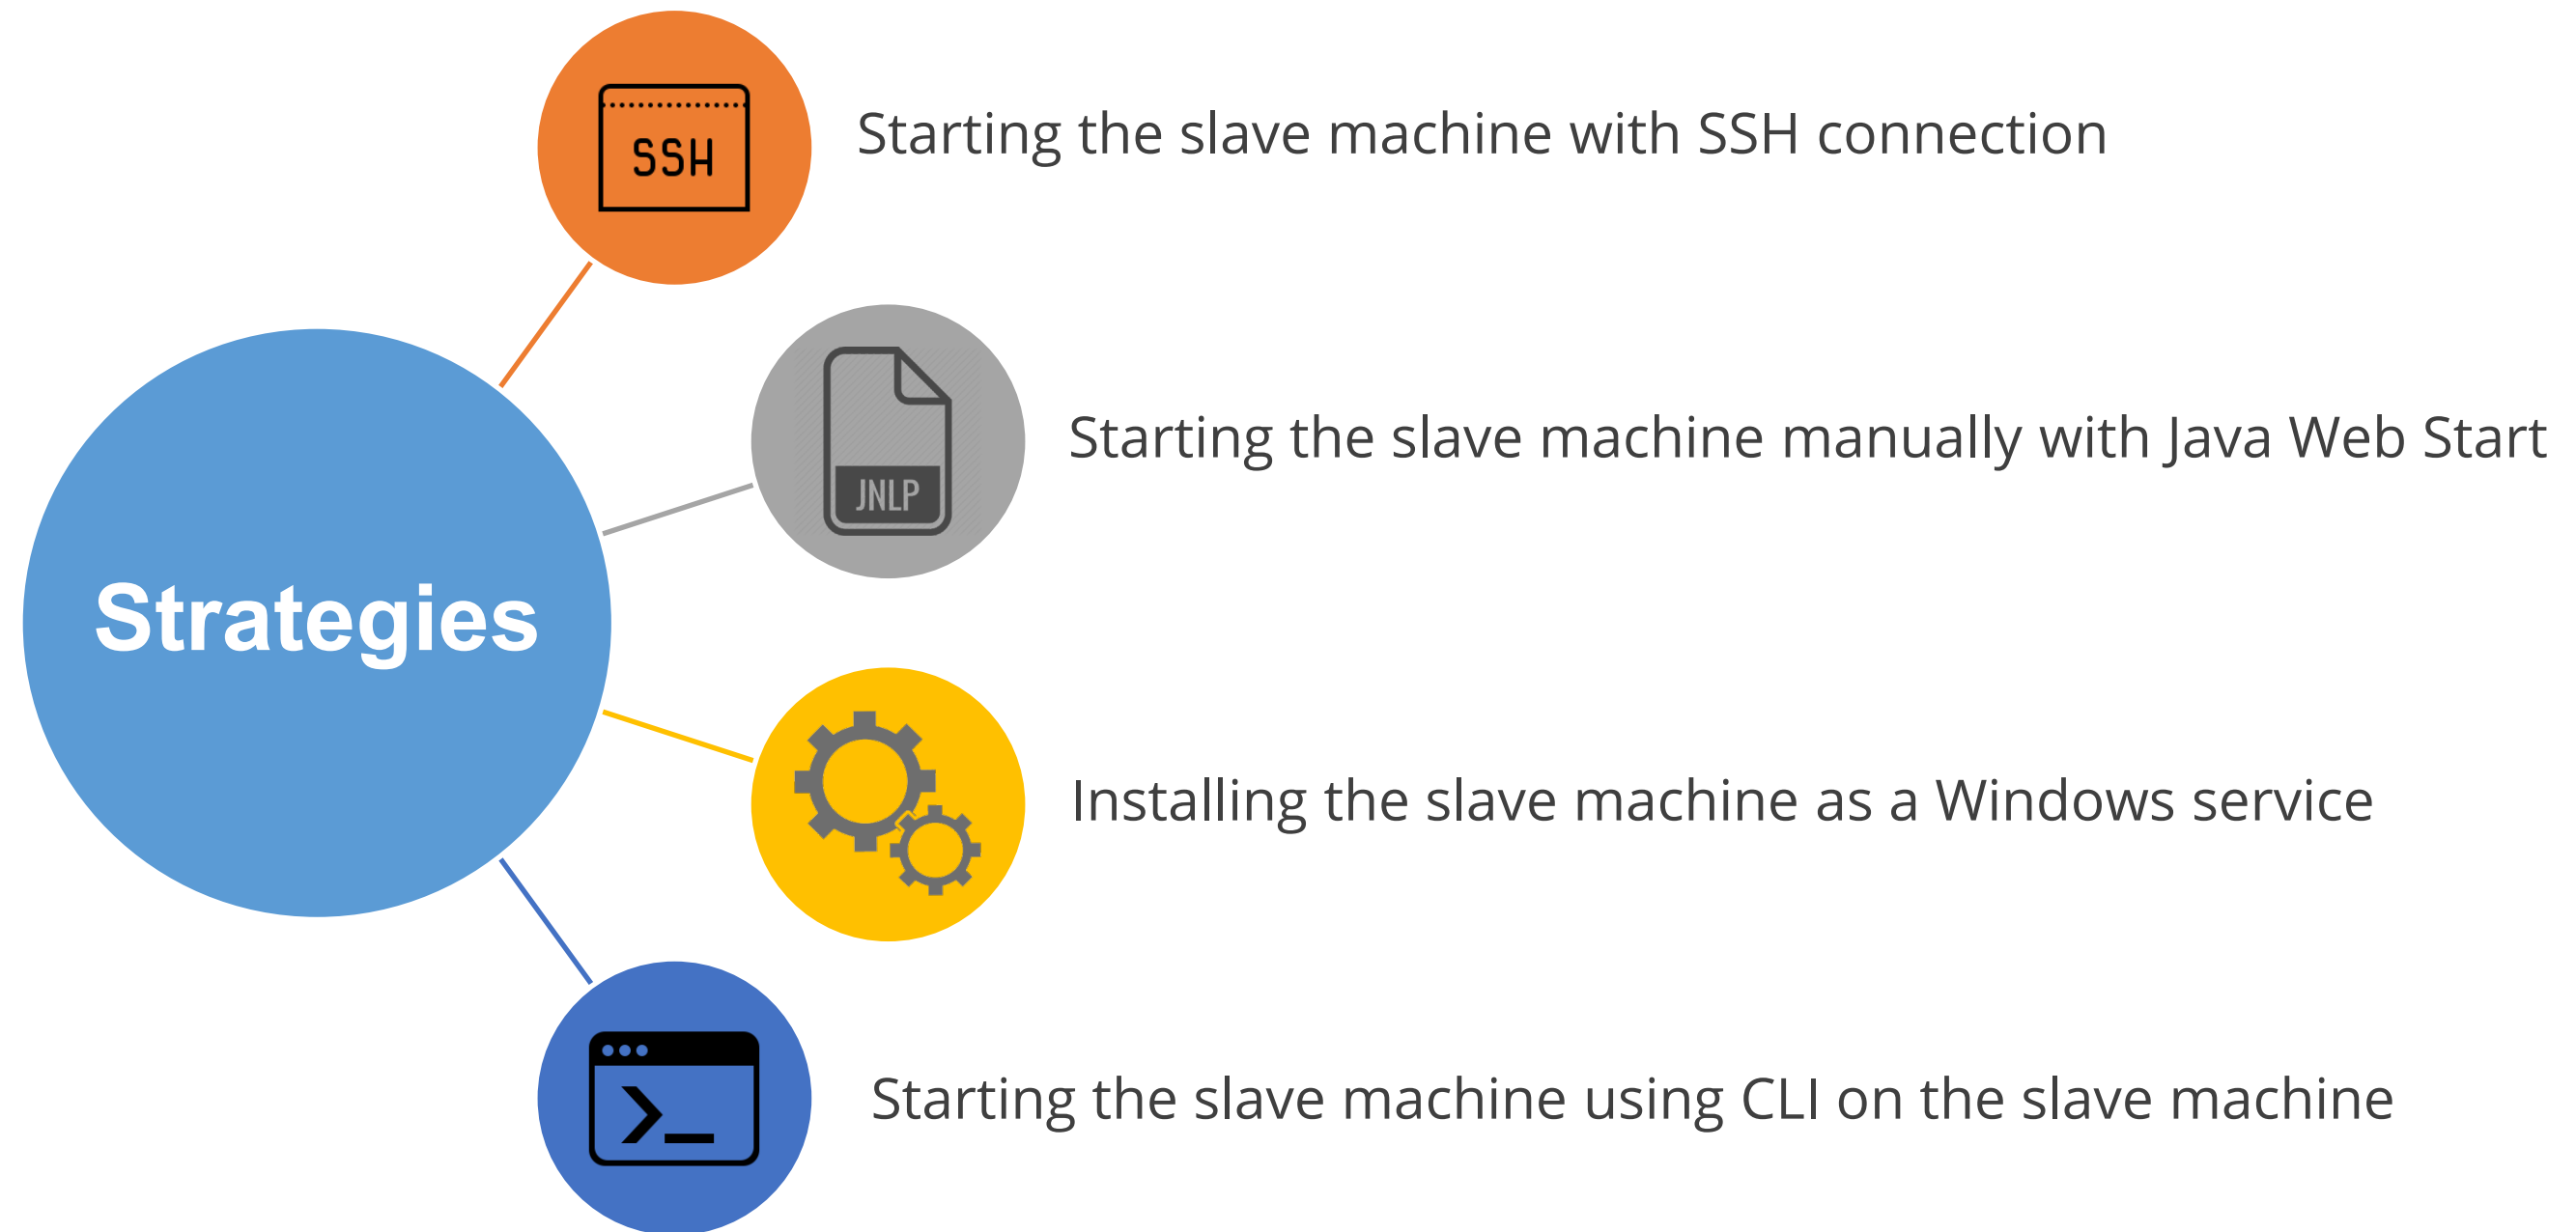 SSH
Starting the slave machine with SSH connection
JNLP
Starting the slave machine manually with Java Web Start
Strategies
Installing the slave machine as a Windows service
>_
Starting the slave machine using CLI on the slave machine